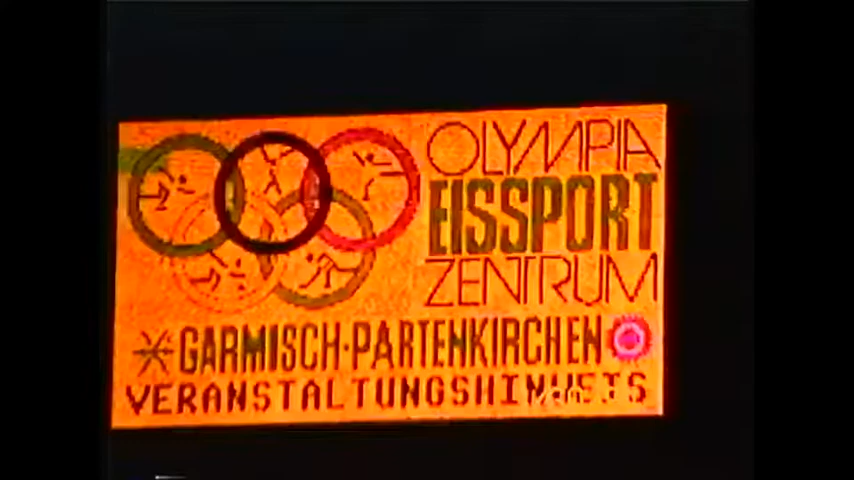 OLYMPIA
EISSPORT
ZENTRUM
GARMISCH-PARTENKIRCHEN